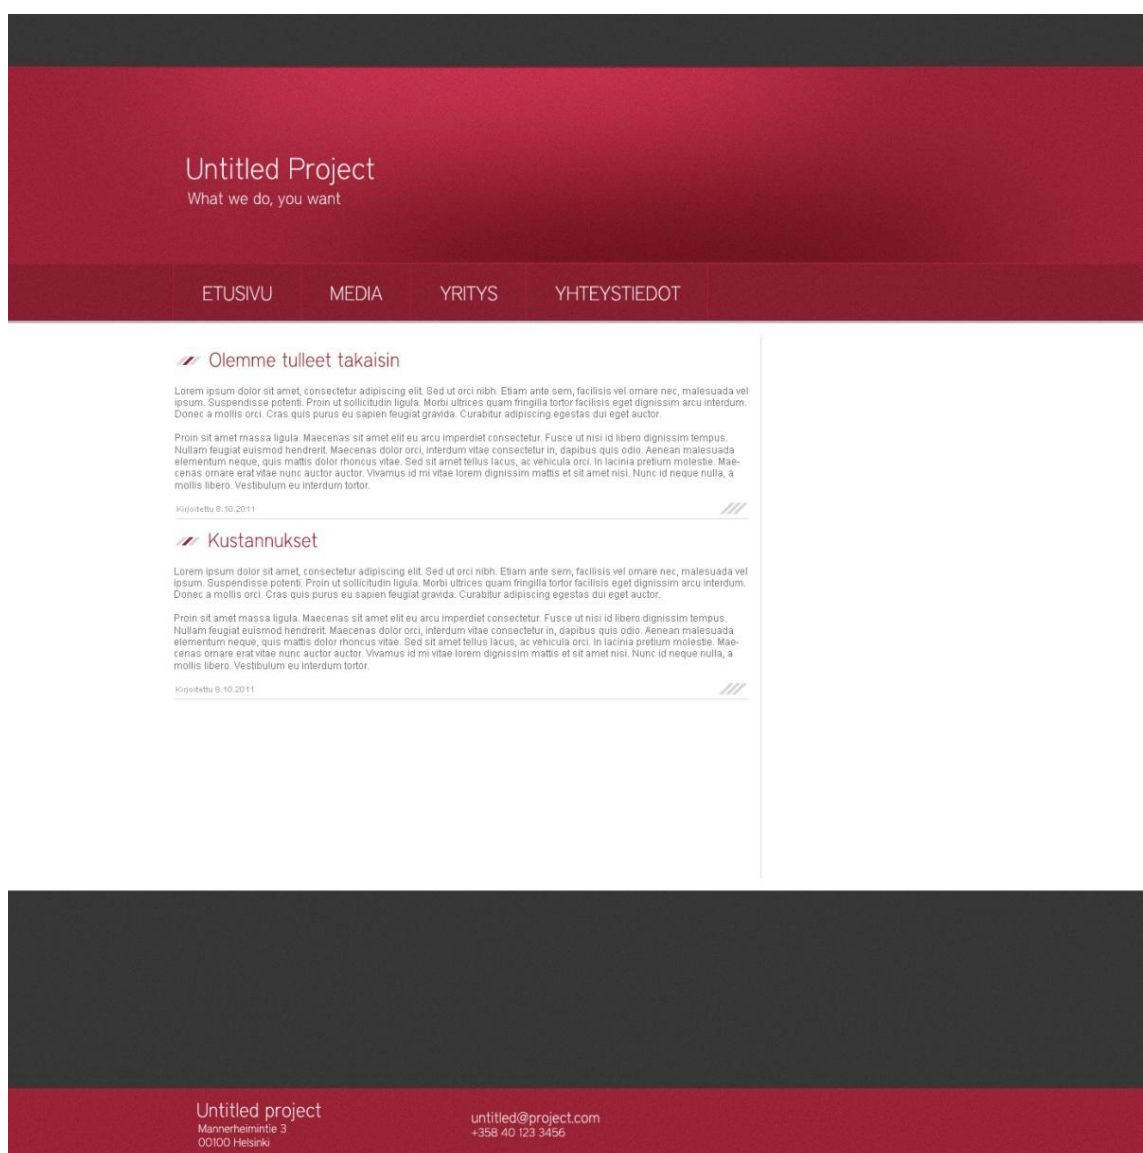 Untitled Project
What we do, you want
ETUSIVU
MEDIA
YRITYS
YHTEYSTIEDOT
Olemme tulleet takaisin
Lorem ipsum dolor sit amet, consectetur adipiscing elit. Sed ut orci nibh. Etiam ante sem, facilisis vel ornare nec, malesuada vel
ipsum. Suspendisse potenti. Proin ut sollicitudin ligula. Morbi ultrices quam fringilla tortor facilisis eget dignissim arcu interdum.
Donec a mollis orci. Cras quis purus eu sapien feugiat gravida. Curabitur adipiscing egestas dui eget auctor.
Proin sit amet massa ligula. Maecenas sit amet elit eu arcu imperdiet consectetur. Fusce ut nisi id libero dignissim tempus.
Nullam feugiat euismod hendrerit. Maecenas dolor orci, interdum vitae consectetur in, dapibus quis odio. Aenean malesuada
elementum neque, quis mattis dolor rhoncus vitae. Sed sit amet tellus lacus, ac vehicula orci. In lacinia pretium molestie. Mae-
cenas ornare erat vitae nunc auctor auctor. Vivamus id mi vitae lorem dignissim mattis et sit amet nisi. Nunc id neque nulla, a
mollis libero. Vestibulum eu interdum tortor.
Kirjoitettu 8.10.2011
Kustannukset
Lorem ipsum dolor sit amet, consectetur adipiscing elit. Sed ut orci nibh. Etiam ante sem, facilisis vel ornare nec, malesuada vel
ipsum. Suspendisse potenti. Proin ut sollicitudin ligula. Morbi ultrices quam fringilla tortor facilisis eget dignissim arcu interdum.
Donec a mollis orci. Cras quis purus eu sapien feugiat gravida. Curabitur adipiscing egestas dui eget auctor.
Proin sit amet massa ligula. Maecenas sit amet elit eu arcu imperdiet consectetur. Fusce ut nisi id libero dignissim tempus.
Nullam feugiat euismod hendrerit. Maecenas dolor orci, interdum vitae consectetur in, dapibus quis odio. Aenean malesuada
elementum neque, quis mattis dolor rhoncus vitae. Sed sit amet tellus lacus, ac vehicula orci. In lacinia pretium molestie. Mae-
cenas ornare erat vitae nunc auctor auctor. Vivamus id mi vitae lorem dignissim mattis et sit amet nisi. Nunc id neque nulla, a
mollis libero. Vestibulum eu interdum tortor.
Kirjoitettu 8.10.2011
Untitled project
Mannerheimintie 3
00100 Helsinki
untitled@project.com
+358 40 123 3456